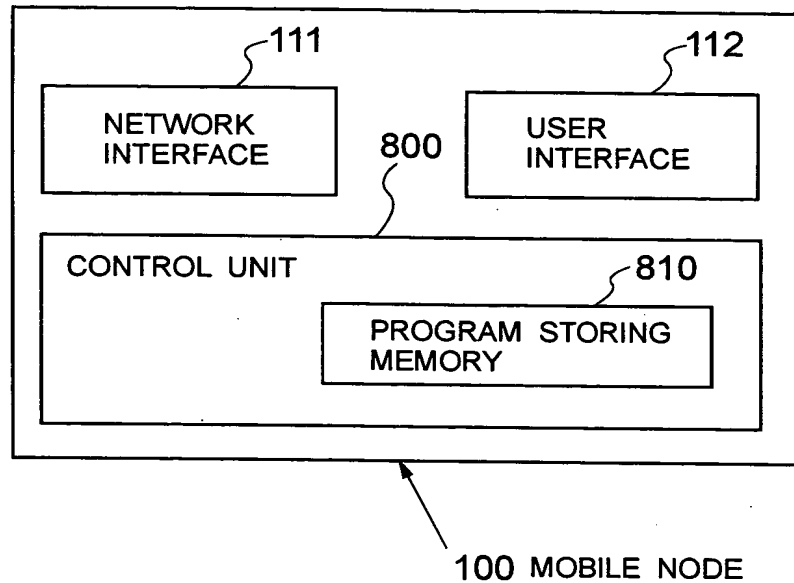 111
112
NETWORK
INTERFACE
USER
INTERFACE
800
CONTROL UNIT
810
PROGRAM STORING
MEMORY
100 MOBILE NODE